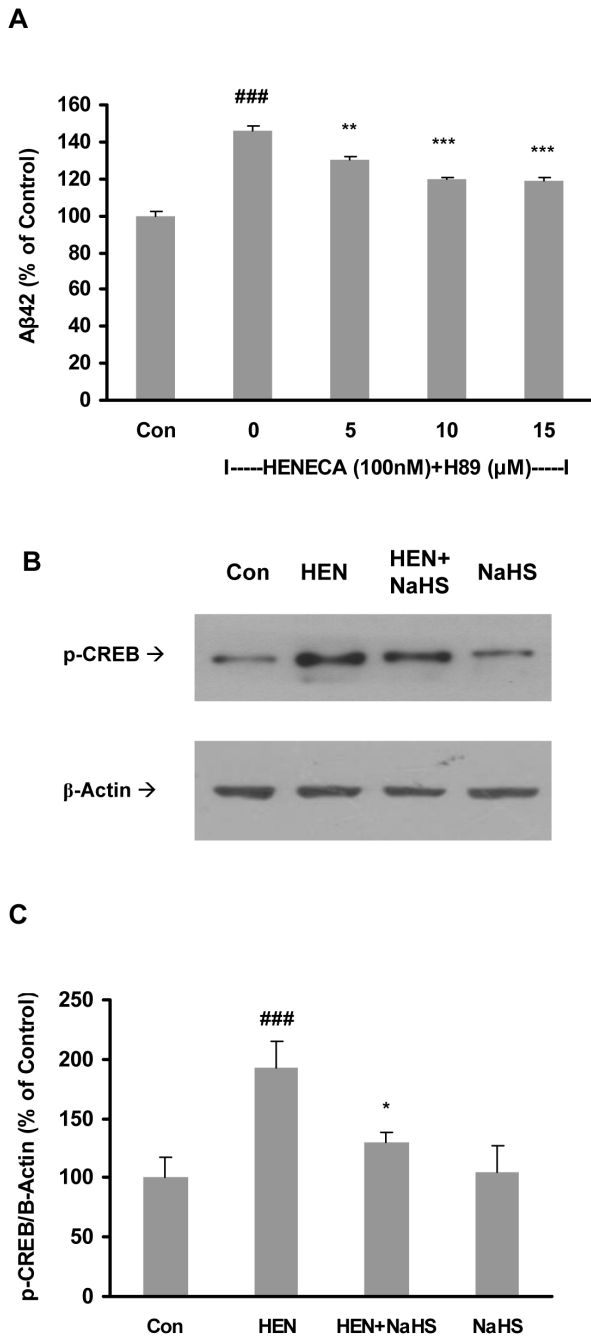 A
160
140
120
100
80
60
40
20
0
Aβ42 (% of Control)
###
**
***
***
Con 0 5 10 15
I-----HENECA (100nM)+H89 (µM)-----I
B
Con HEN HEN+ NaHS NaHS
p-CREB →
β-Actin →
C
250
200
150
100
50
0
p-CREB/B-Actin (% of Control)
###
*
Con HEN HEN+NaHS NaHS